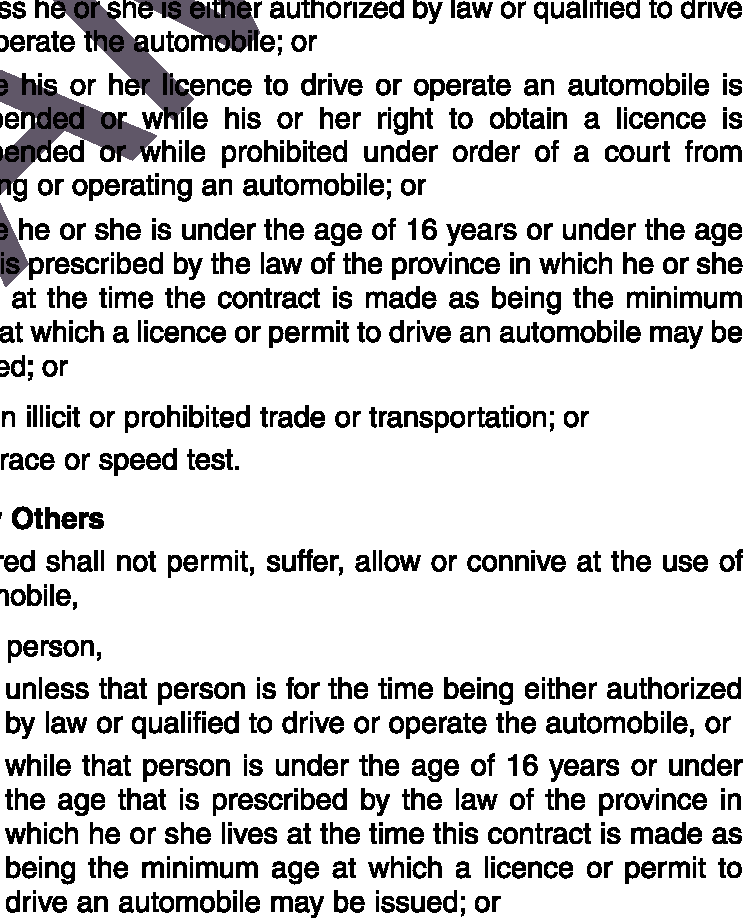 ss he or she is either authorized by law or qualified to drive
perate the automobile; or
e his or her licence to drive or operate an automobile is
pended or while his or her right to obtain a licence is
pended or while prohibited under order of a court from
ng or operating an automobile; or
e he or she is under the age of 16 years or under the age
is prescribed by the law of the province in which he or she
at the time the contract is made as being the minimum
at which a licence or permit to drive an automobile may be
ed; or
n illicit or prohibited trade or transportation; or
race or speed test.
r Others
red shall not permit, suffer, allow or connive at the use of
mobile,
person,
unless that person is for the time being either authorized
by law or qualified to drive or operate the automobile, or
while that person is under the age of 16 years or under
the age that is prescribed by the law of the province in
which he or she lives at the time this contract is made as
being the minimum age at which a licence or permit to
drive an automobile may be issued; or